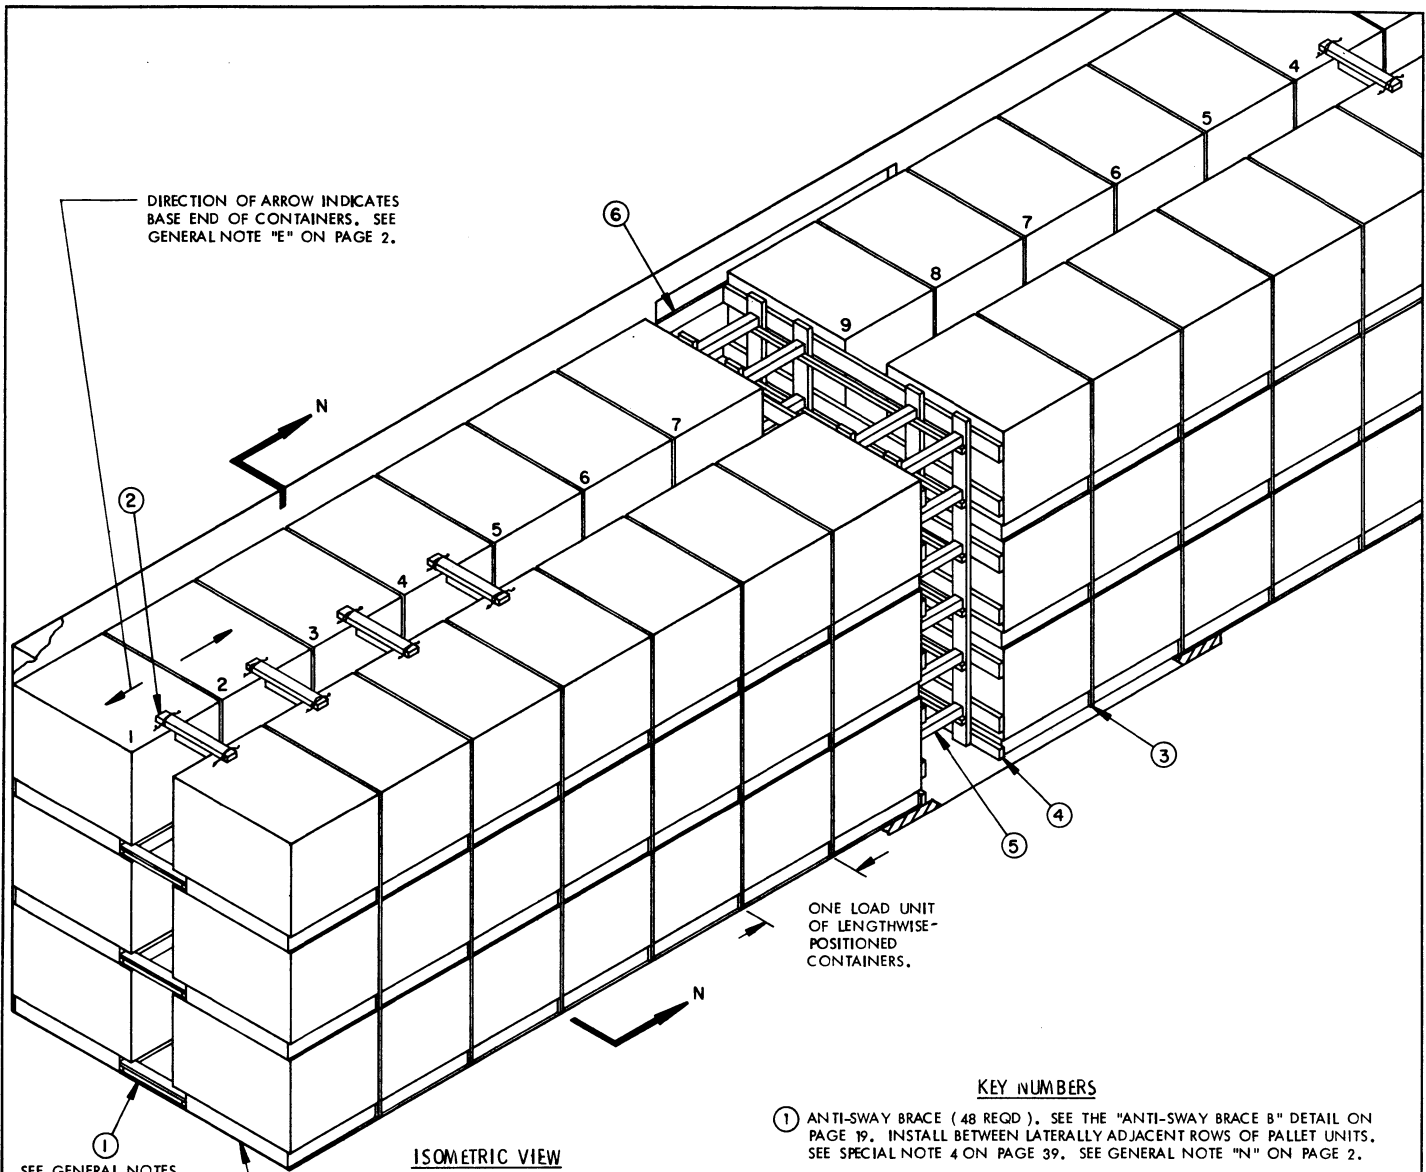 DIRECTION OF ARROW INDICATES
BASE END OF CONTAINERS. SEE
GENERAL NOTE "E" ON PAGE 2.
4
5
6
7
8
9
6
N
7
6
5
4
3
2
1
2
3
4
5
ONE LOAD UNIT
OF LENGTHWISE-
POSITIONED
CONTAINERS.
N
KEY NUMBERS
1 ANTI-SWAY BRACE ( 48 REQD ). SEE THE "ANTI-SWAY BRACE B" DETAIL ON
PAGE 19. INSTALL BETWEEN LATERALLY ADJACENT ROWS OF PALLET UNITS.
SEE SPECIAL NOTE 4 ON PAGE 39. SEE GENERAL NOTE "N" ON PAGE 2.
1
SEE GENERAL NOTES
ISOMETRIC VIEW